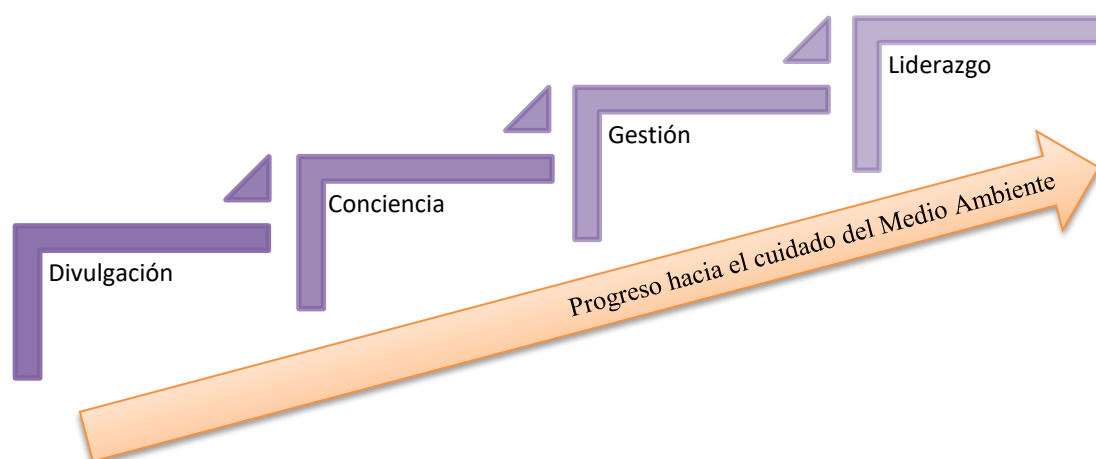 Divulgación
Conciencia
Gestión
Liderazgo
Progreso hacia el cuidado del Medio Ambiente